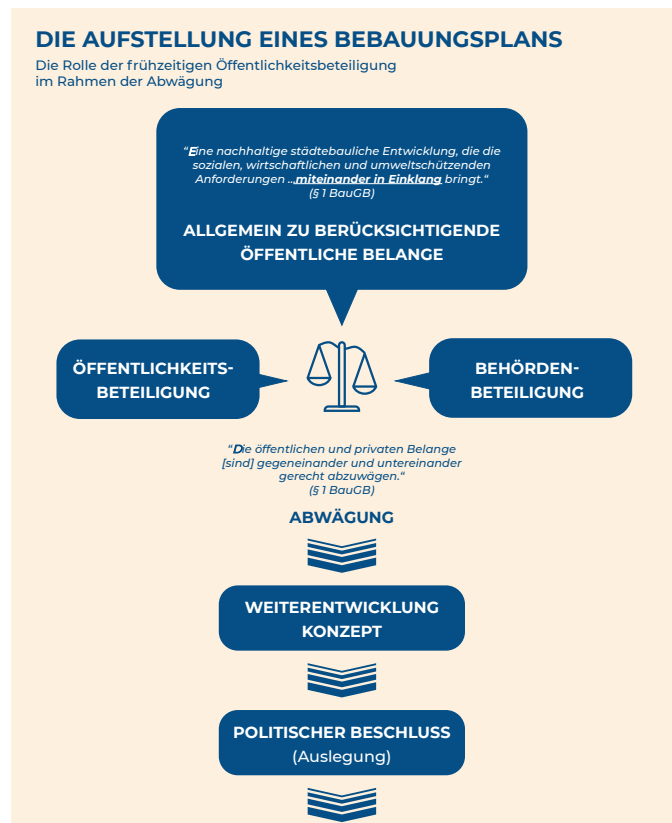 DIE AUFSTELLUNG EINES BEBAUUNGSPLANS
Die Rolle der frühzeitigen Öffentlichkeitsbeteiligung
im Rahmen der Abwägung
“Eine nachhaltige städtebauliche Entwicklung, die die
sozialen, wirtschaftlichen und umweltschützenden
Anforderungen ...miteinander in Einklang bringt.“
(§ 1 BauGB)
ALLGEMEIN ZU BERÜCKSICHTIGENDE
ÖFFENTLICHE BELANGE
ÖFFENTLICHKEITS-
BETEILIGUNG
BEHÖRDEN-
BETEILIGUNG
“Die öffentlichen und privaten Belange
[sind] gegeneinander und untereinander
gerecht abzuwägen.“
(§ 1 BauGB)
ABWÄGUNG
WEITERENTWICKLUNG
KONZEPT
POLITISCHER BESCHLUSS
(Auslegung)